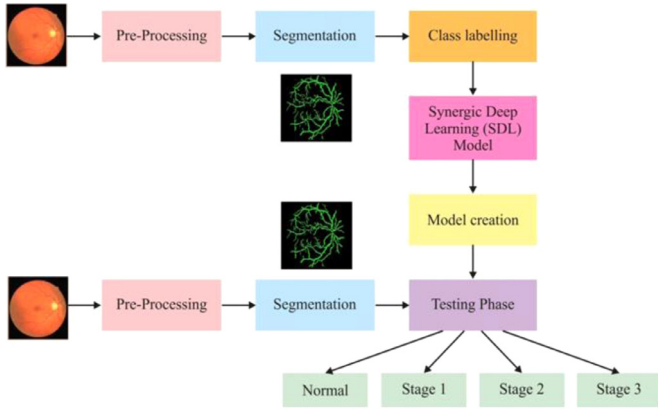 Pre-Processing
Segmentation
Class labelling
Synergic Deep
Learning (SDL)
Model
Model creation
Pre-Processing
Segmentation
Testing Phase
Normal
Stage 1
Stage 2
Stage 3